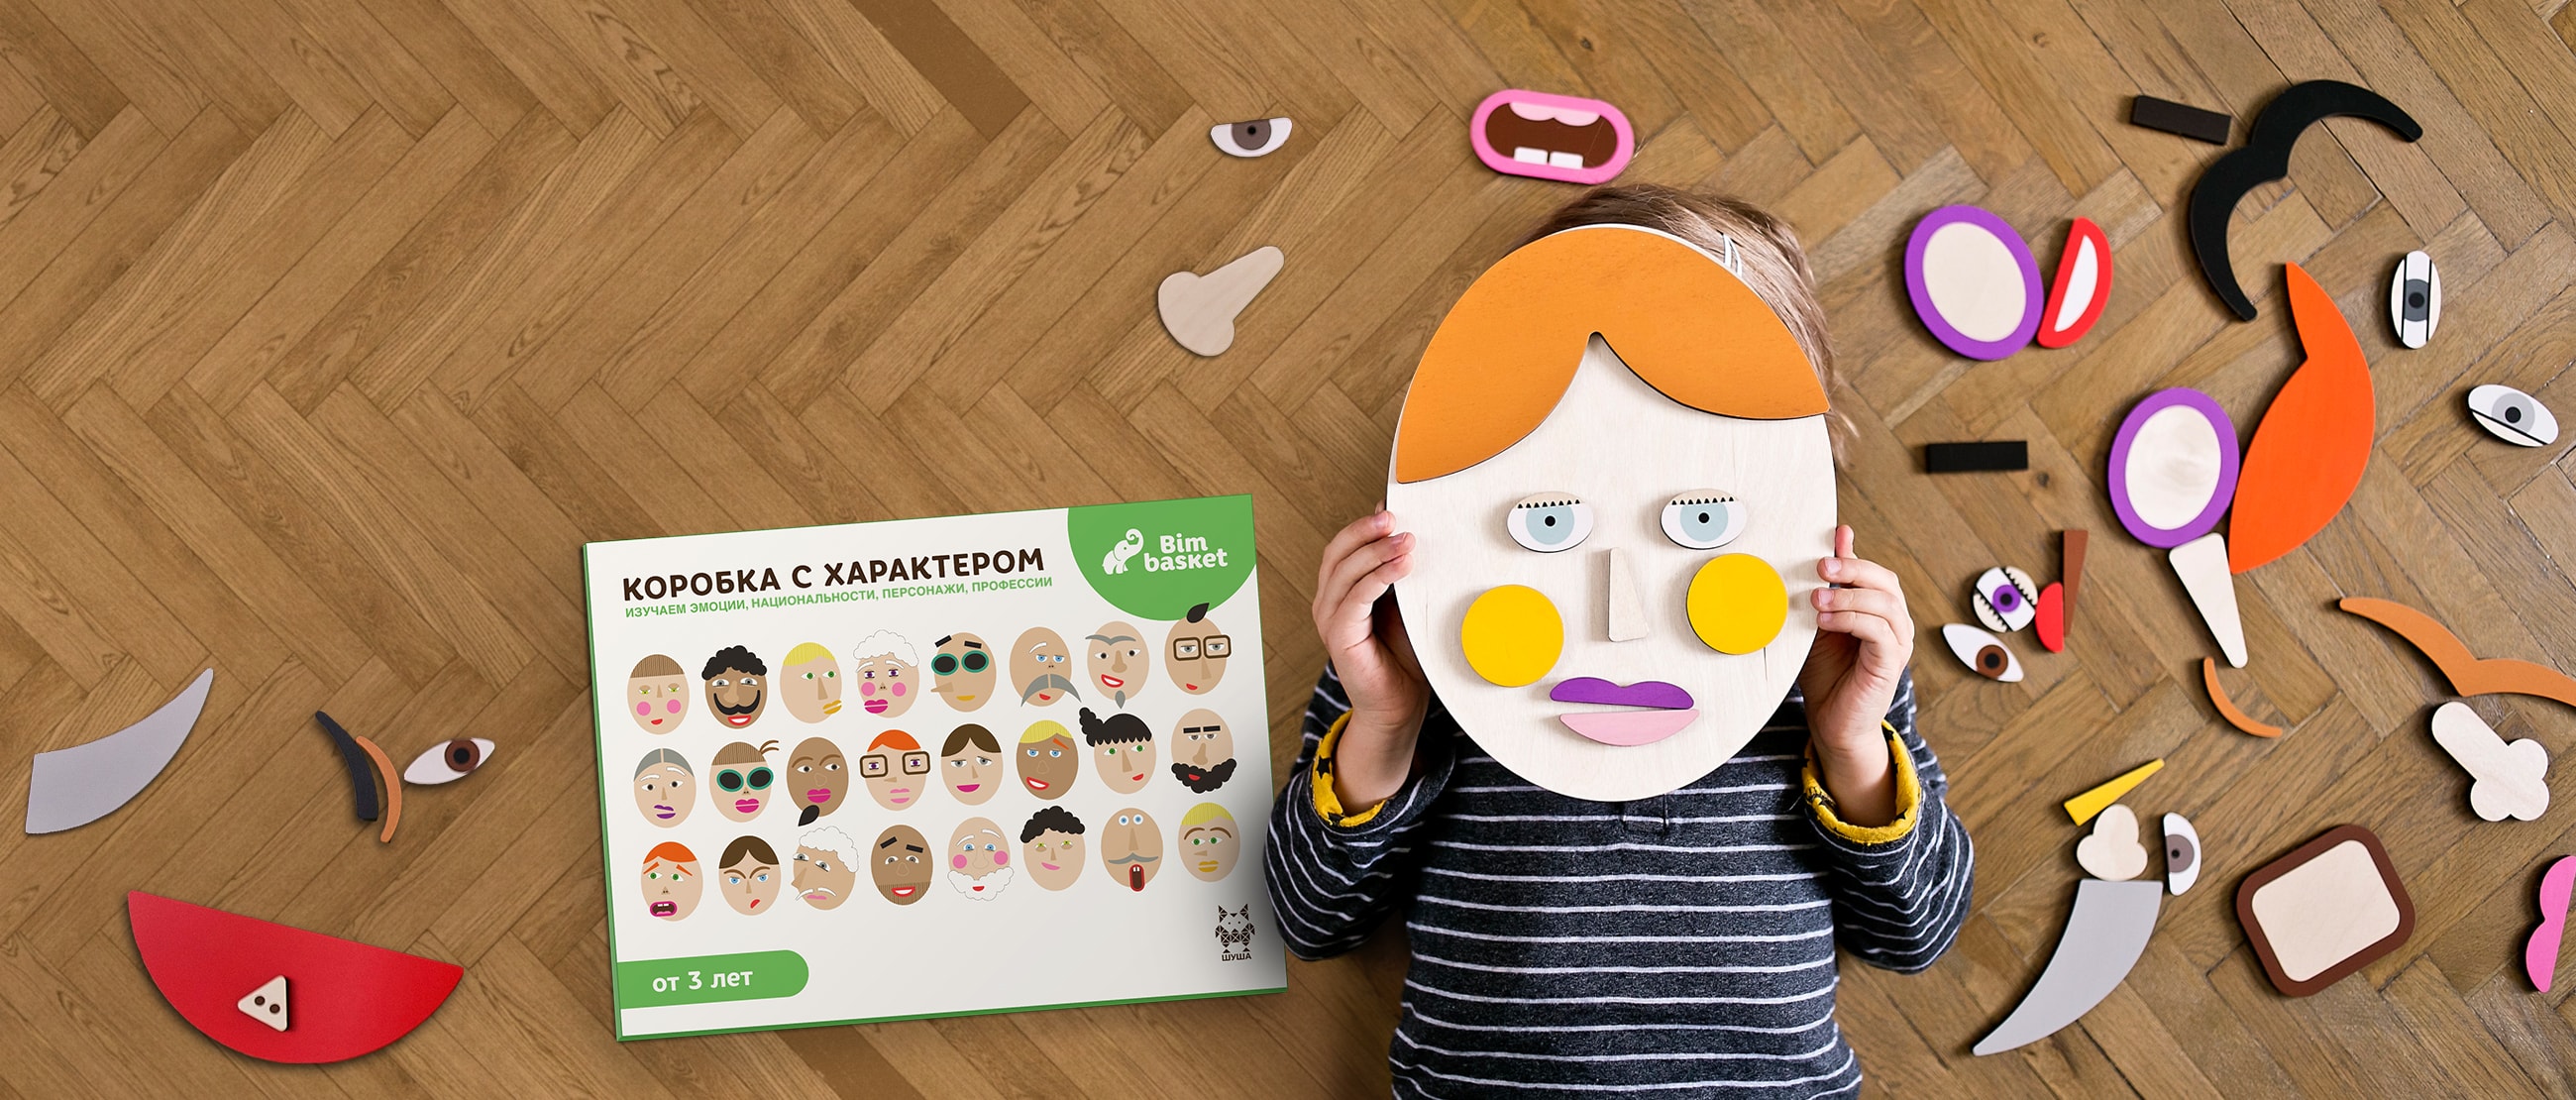 КОРОБКА С ХАРАКТЕРОМ
ИЗУЧАЕМ ЭМОЦИИ, НАЦИОНАЛЬНОСТИ, ПЕРСОНАЖИ, ПРОФЕССИИ
Bim
basket
от 3 лет
ШУША